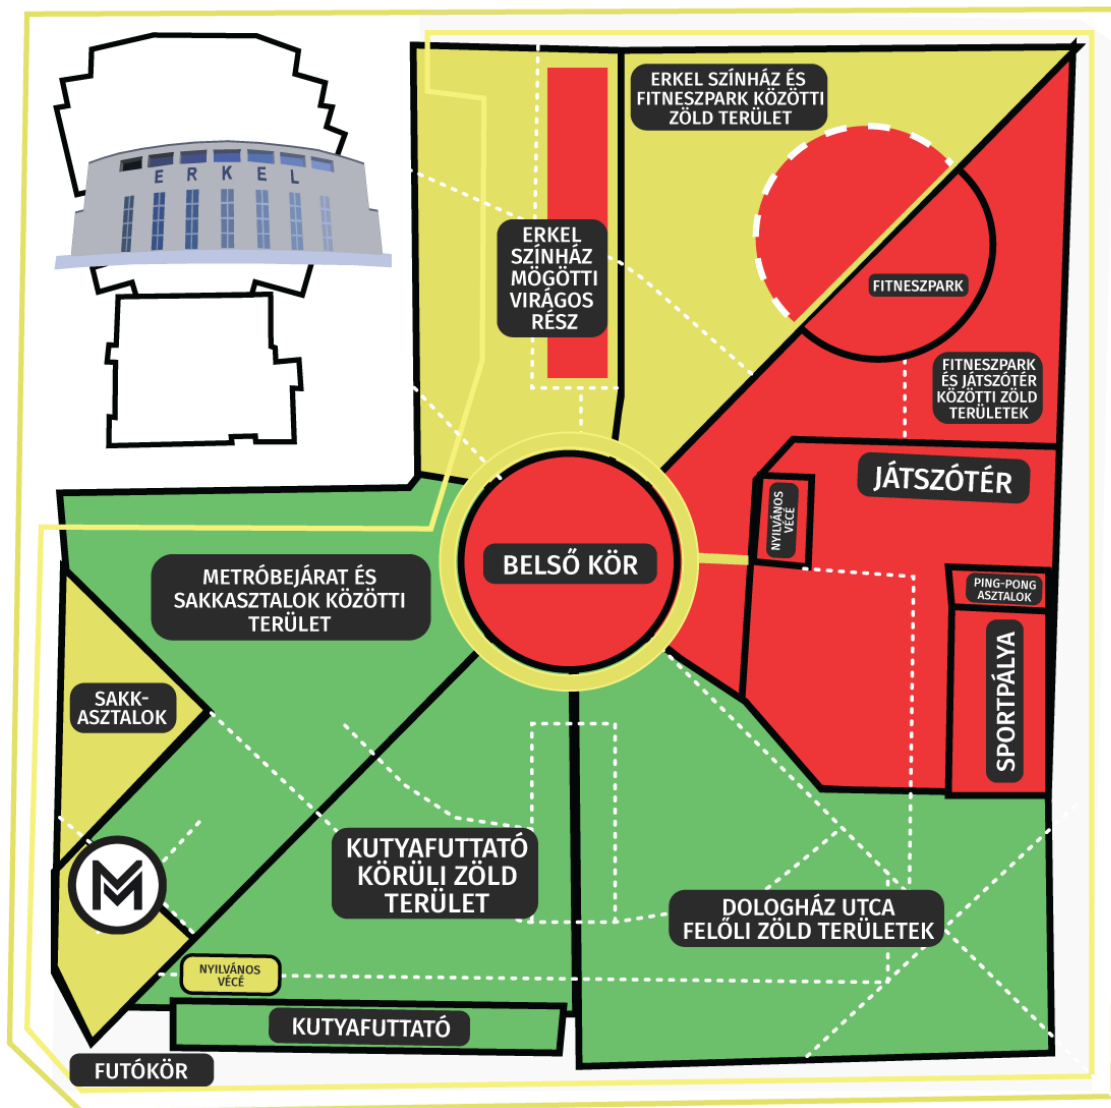 ERKEL SZÍNHÁZ ÉS
FITNESZPARK KÖZÖTTI
ZÖLD TERÜLET
ERKEL
ERKEL
SZÍNHÁZ
MÖGÖTTI
VIRÁGOS
RÉSZ
FITNESZPARK
FITNESZPARK
ÉS JÁTSZÓTÉR
KÖZÖTTI ZÖLD
TERÜLETEK
JÁTSZÓTÉR
NYILVÁNOS
VÉCÉ
BELSŐ KÖR
METRÓBEJÁRAT ÉS
SAKKASZTALOK KÖZÖTTI
TERÜLET
PING-PONG
ASZTALOK
SPORTPÁLYA
SAKK-
ASZTALOK
M
KUTYAFUTTATÓ
KÖRÜLI ZÖLD
TERÜLET
DOLOGHÁZ UTCA
FELŐLI ZÖLD TERÜLETEK
NYILVÁNOS
VÉCÉ
KUTYAFUTTATÓ
FUTÓKÖR